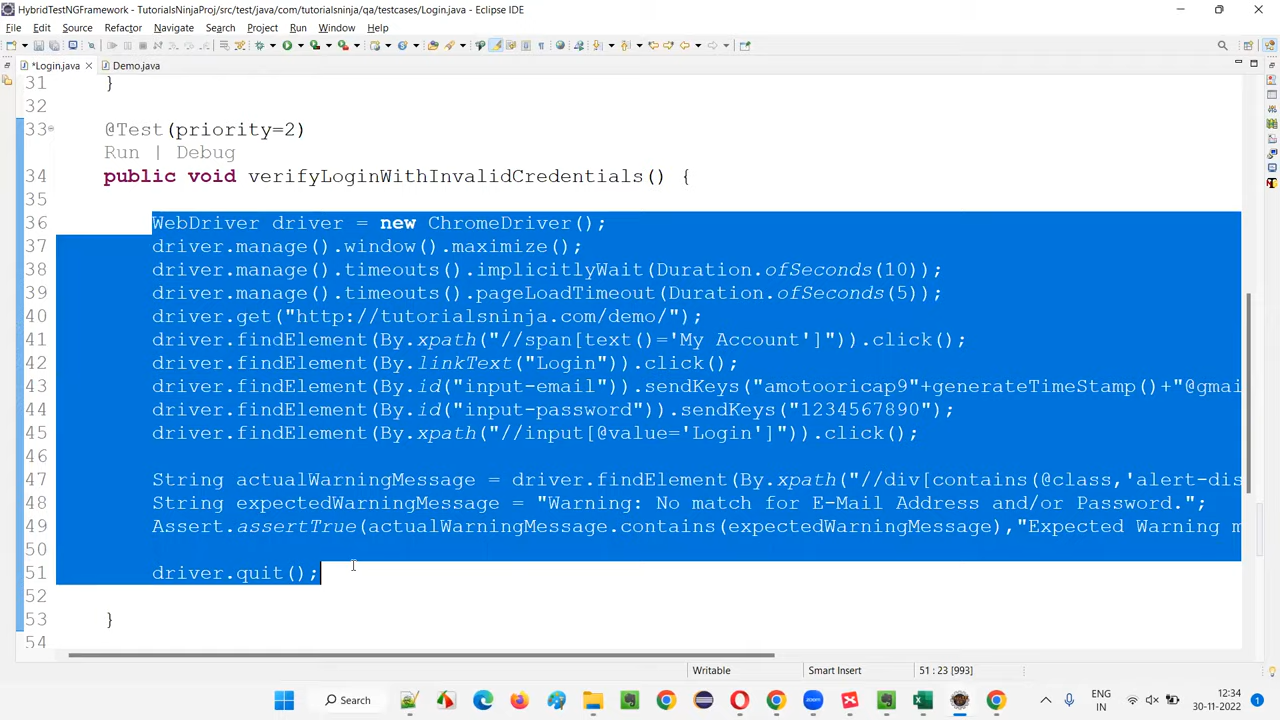 HybridTestNGFramework - TutorialsNinjaProj/src/test/java/com/tutorialsninja/qa/testcases/Login.java - Eclipse IDE
File Edit Source Refactor Navigate Search Project Run Window Help
*Login.java Demo.java
31 }
32
33 @Test(priority=2)
Run | Debug
34 public void verifyLoginWithInvalidCredentials() {
35
36 WebDriver driver = new ChromeDriver();
37 driver.manage().window().maximize();
38 driver.manage().timeouts().implicitlyWait(Duration.ofSeconds(10));
39 driver.manage().timeouts().pageLoadTimeout(Duration.ofSeconds(5));
40 driver.get("http://tutorialsninja.com/demo/");
41 driver.findElement(By.xpath("//span[text()='My Account']")).click();
42 driver.findElement(By.linkText("Login")).click();
43 driver.findElement(By.id("input-email")).sendKeys("amotooricap9"+generateTimeStamp()+"@gmai
44 driver.findElement(By.id("input-password")).sendKeys("1234567890");
45 driver.findElement(By.xpath("//input[@value='Login']")).click();
46
47 String actualWarningMessage = driver.findElement(By.xpath("//div[contains(@class,'alert-dis
48 String expectedWarningMessage = "Warning: No match for E-Mail Address and/or Password.";
49 Assert.assertTrue(actualWarningMessage.contains(expectedWarningMessage),"Expected Warning m
50
51 driver.quit();
52
53 }
54
Writable Smart Insert 51 : 23 [993]
Search ENG IN 12:34 30-11-2022 1